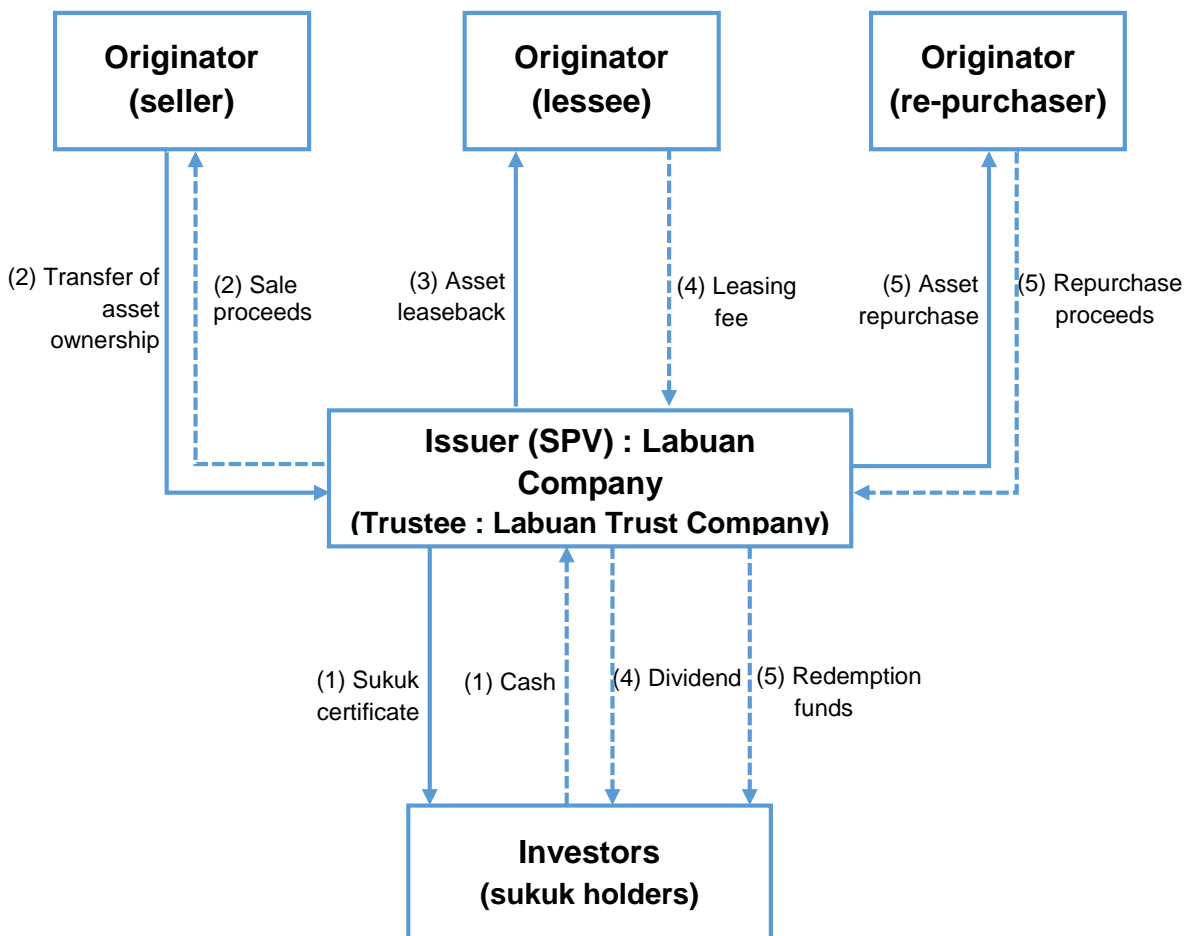 Originator
(seller)
Originator
(lessee)
Originator
(re-purchaser)
(2) Transfer of
asset
ownership
(2) Sale
proceeds
(3) Asset
leaseback
(4) Leasing
fee
(5) Asset
repurchase
(5) Repurchase
proceeds
Issuer (SPV) : Labuan
Company
(Trustee : Labuan Trust Company)
(1) Sukuk
certificate
(1) Cash
(4) Dividend
(5) Redemption
funds
Investors
(sukuk holders)